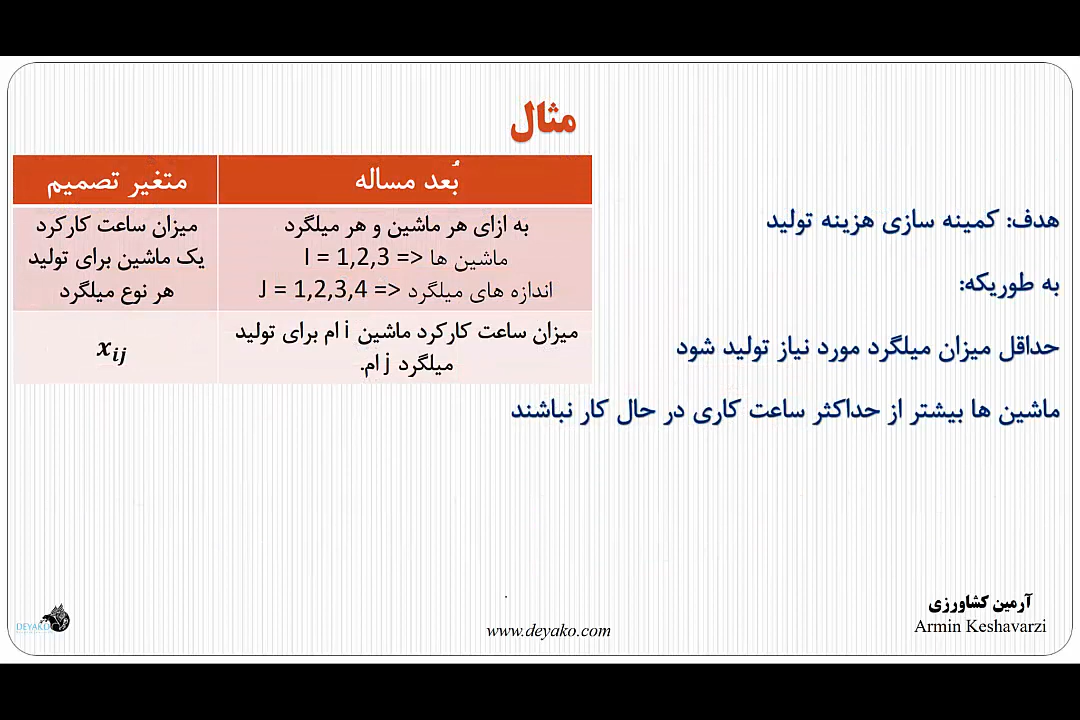 مثال
هدف: کمینه سازی هزینه تولید
به طوریکه:
حداقل میزان میلگرد مورد نیاز تولید شود
ماشین ها بیشتر از حداکثر ساعت کاری در حال کار نباشند
بُعد مساله
متغیر تصمیم
به ازای هر ماشین و هر میلگرد
ماشین ها <= I = 1,2,3
اندازه های میلگرد <= J = 1,2,3,4
میزان ساعت کارکرد
یک ماشین برای تولید
هر نوع میلگرد
میزان ساعت کارکرد ماشین i ام برای تولید
میلگرد j ام.
x_{ij}
آرمین کشاورزی
Armin Keshavarzi
www.deyako.com
DEYAKO